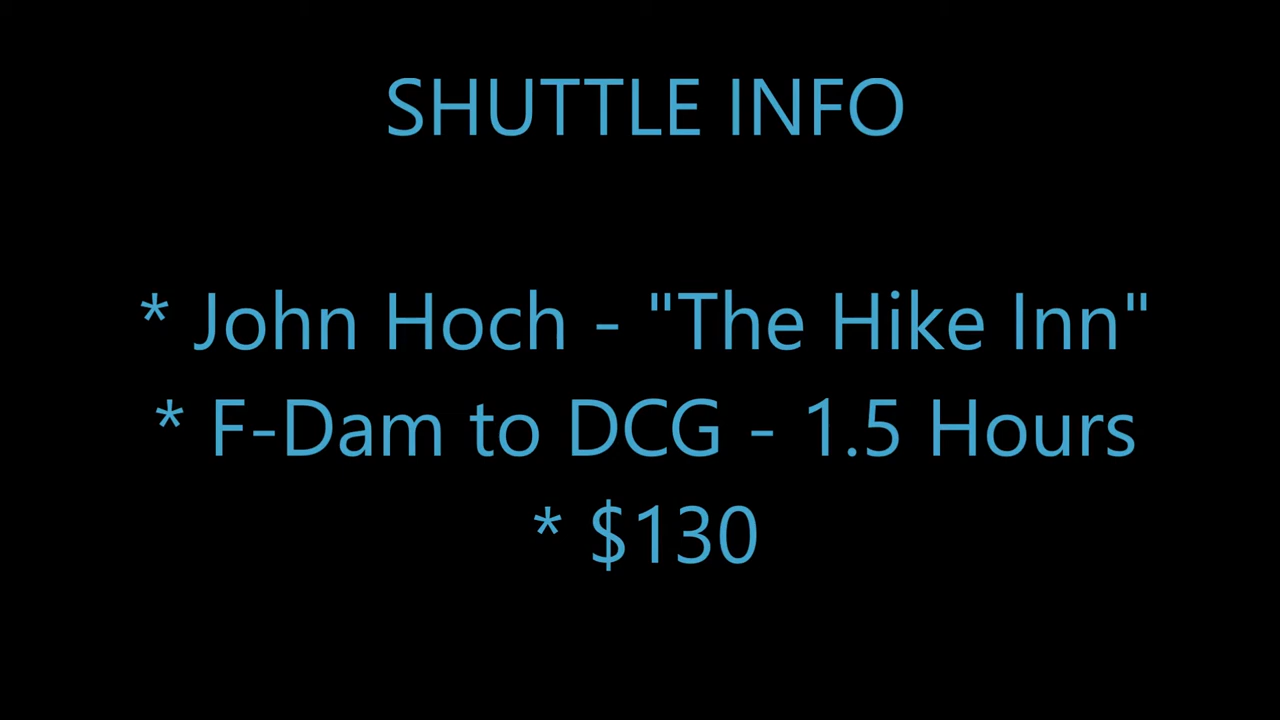 SHUTTLE INFO
* John Hoch - "The Hike Inn"
* F-Dam to DCG - 1.5 Hours
* $130